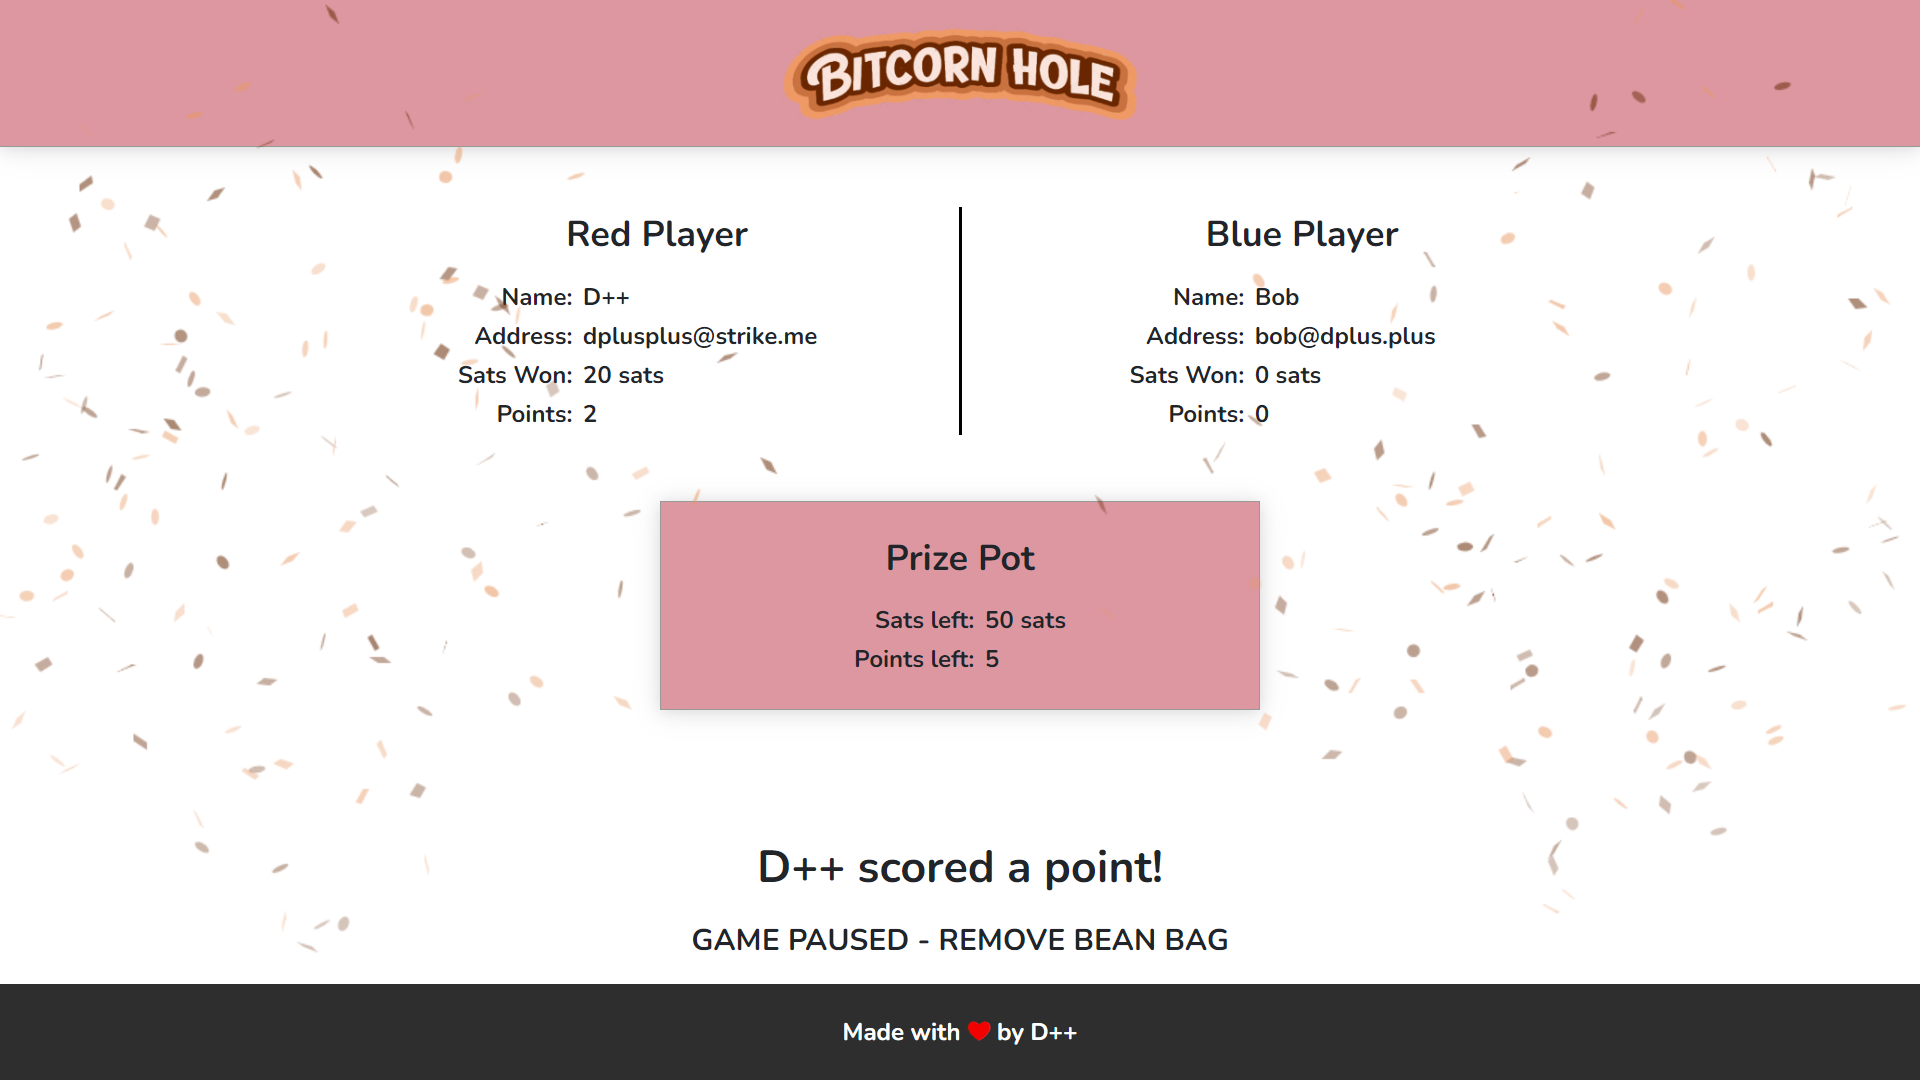 BITCORN HOLE
Red Player
Name: D++
Address: dplusplus@strike.me
Sats Won: 20 sats
Points: 2
Blue Player
Name: Bob
Address: bob@dplus.plus
Sats Won: 0 sats
Points: 0
Prize Pot
Sats left: 50 sats
Points left: 5
D++ scored a point!
GAME PAUSED - REMOVE BEAN BAG
Made with ❤ by D++